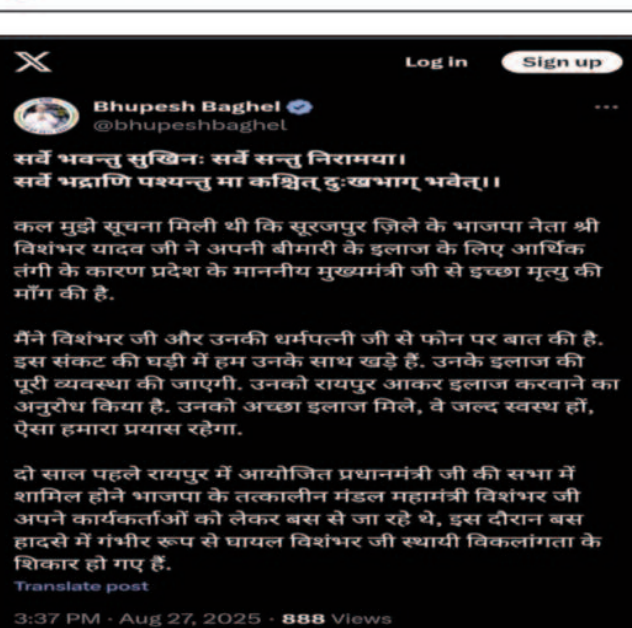 Log in
Sign up
Bhupesh Baghel
@bhupeshbaghel
सर्वे भवन्तु सुखिनः सर्वे सन्तु निरामया।
सर्वे भद्राणि पश्यन्तु मा कश्चित् दुःखभाग् भवेत्।।
कल मुझे सूचना मिली थी कि सूरजपुर ज़िले के भाजपा नेता श्री
विशंभर यादव जी ने अपनी बीमारी के इलाज के लिए आर्थिक
तंगी के कारण प्रदेश के माननीय मुख्यमंत्री जी से इच्छा मृत्यु की
माँग की है.
मैंने विशंभर जी और उनकी धर्मपत्नी जी से फोन पर बात की है.
इस संकट की घड़ी में हम उनके साथ खड़े हैं. उनके इलाज की
पूरी व्यवस्था की जाएगी. उनको रायपुर आकर इलाज करवाने का
अनुरोध किया है. उनको अच्छा इलाज मिले, वे जल्द स्वस्थ हों,
ऐसा हमारा प्रयास रहेगा.
दो साल पहले रायपुर में आयोजित प्रधानमंत्री जी की सभा में
शामिल होने भाजपा के तत्कालीन मंडल महामंत्री विशंभर जी
अपने कार्यकर्ताओं को लेकर बस से जा रहे थे, इस दौरान बस
हादसे में गंभीर रूप से घायल विशंभर जी स्थायी विकलांगता के
शिकार हो गए हैं.
Translate post
3:37 PM · Aug 27, 2025 · 888 Views